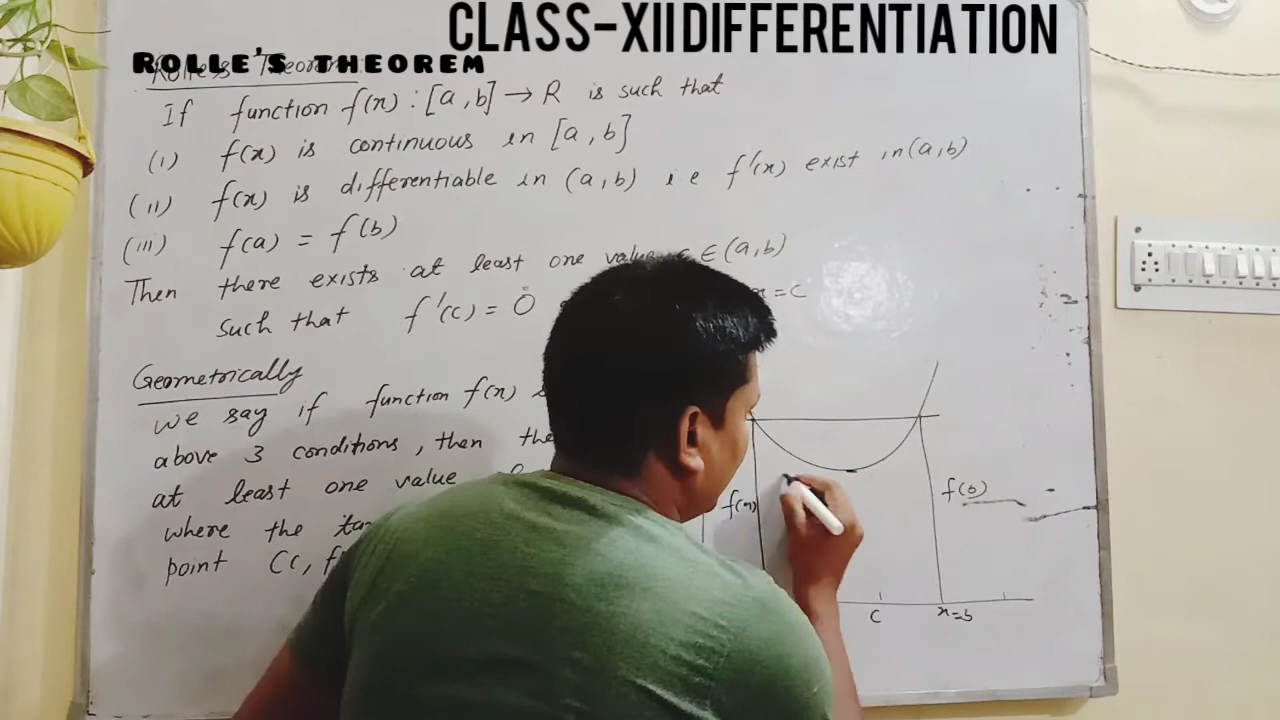 CLASS-XII DIFFERENTIATION
ROLLE'S THEOREM
If function f(x) : [a,b] → R is such that
(i) f(x) is continuous in [a,b]
(ii) f(x) is differentiable in (a,b) i.e f'(x) exist in (a,b)
(iii) f(a) = f(b)
Then there exists at least one value c ∈ (a,b)
such that f'(c) = 0 x = c
Geometrically
we say if function f(x)
above 3 conditions, then
at least one value
where the
point (c,
f(b)
c x=b